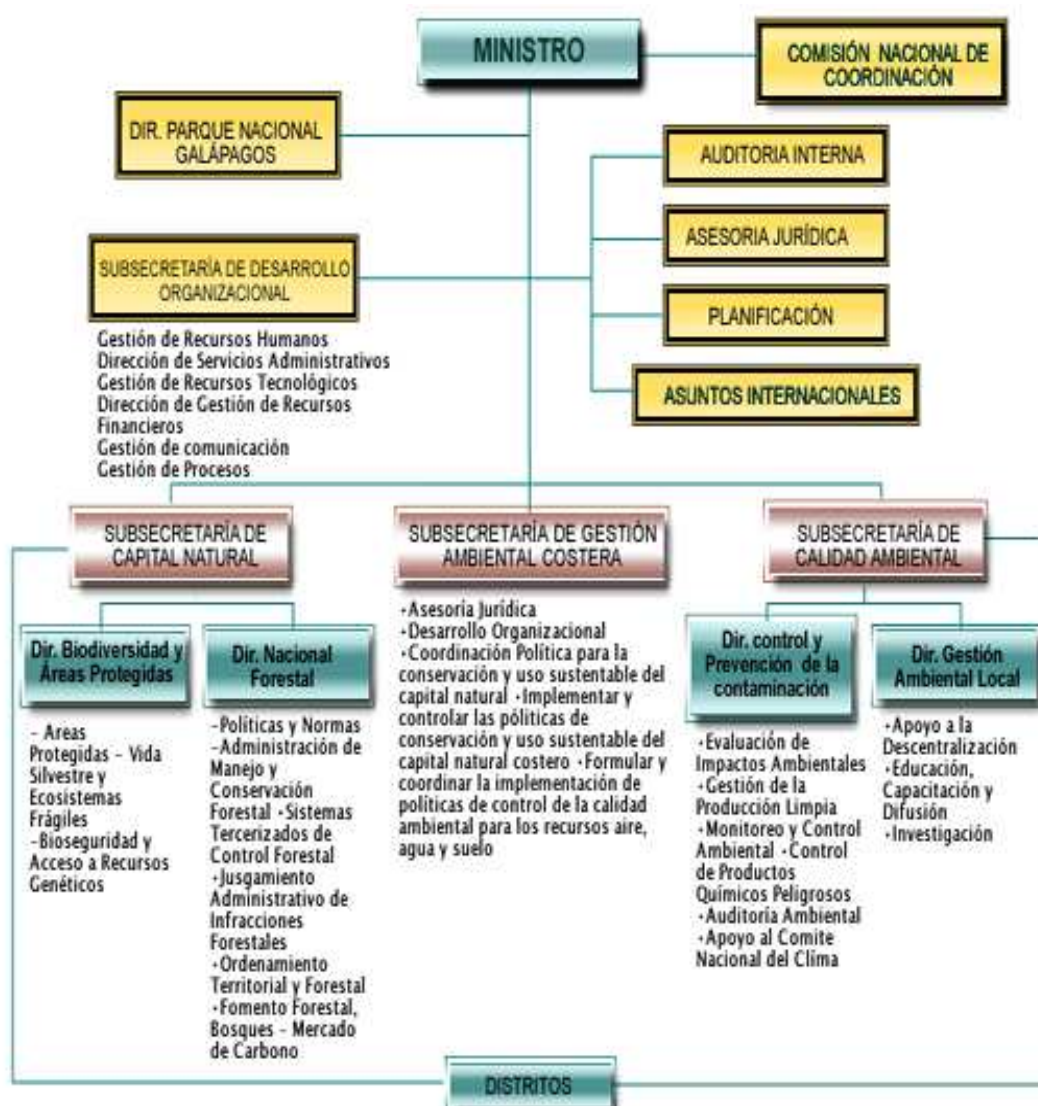 MINISTRO
COMISIÓN NACIONAL DE
COORDINACIÓN
DIR. PARQUE NACIONAL
GALÁPAGOS
AUDITORIA INTERNA
ASESORIA JURÍDICA
SUBSECRETARÍA DE DESARROLLO
ORGANIZACIONAL
PLANIFICACIÓN
ASUNTOS INTERNACIONALES
Gestión de Recursos Humanos
Dirección de Servicios Administrativos
Gestión de Recursos Tecnológicos
Dirección de Gestión de Recursos
Financieros
Gestión de comunicación
Gestión de Procesos
SUBSECRETARÍA DE
CAPITAL NATURAL
SUBSECRETARÍA DE GESTIÓN
AMBIENTAL COSTERA
SUBSECRETARÍA DE
CALIDAD AMBIENTAL
Dir. Biodiversidad y
Áreas Protegidas
- Areas
Protegidas - Vida
Silvestre y
Ecosistemas
Frágiles
-Bioseguridad y
Acceso a Recursos
Genéticos
Dir. Nacional
Forestal
-Políticas y Normas
-Administración de
Manejo y
Conservación
Forestal •Sistemas
Tercerizados de
Control Forestal
•Jusgamiento
Administrativo de
Infracciones
Forestales
•Ordenamiento
Territorial y Forestal
•Fomento Forestal,
Bosques - Mercado
de Carbono
•Asesoría Jurídica
•Desarrollo Organizacional
•Coordinación Política para la
conservación y uso sustentable del
capital natural •Implementar y
controlar las póliticas de
conservación y uso sustentable del
capital natural costero •Formular y
coordinar la implementación de
políticas de control de la calidad
ambiental para los recursos aire,
agua y suelo
Dir. control y
Prevención de la
contaminación
•Evaluación de
Impactos Ambientales
•Gestión de la
Producción Limpia
•Monitoreo y Control
Ambiental •Control
de Productos
Químicos Peligrosos
•Auditoría Ambiental
•Apoyo al Comite
Nacional del Clíma
Dir. Gestión
Ambiental Local
•Apoyo a la
Descentralización
•Educación,
Capacitación y
Difusión
•Investigación
DISTRITOS